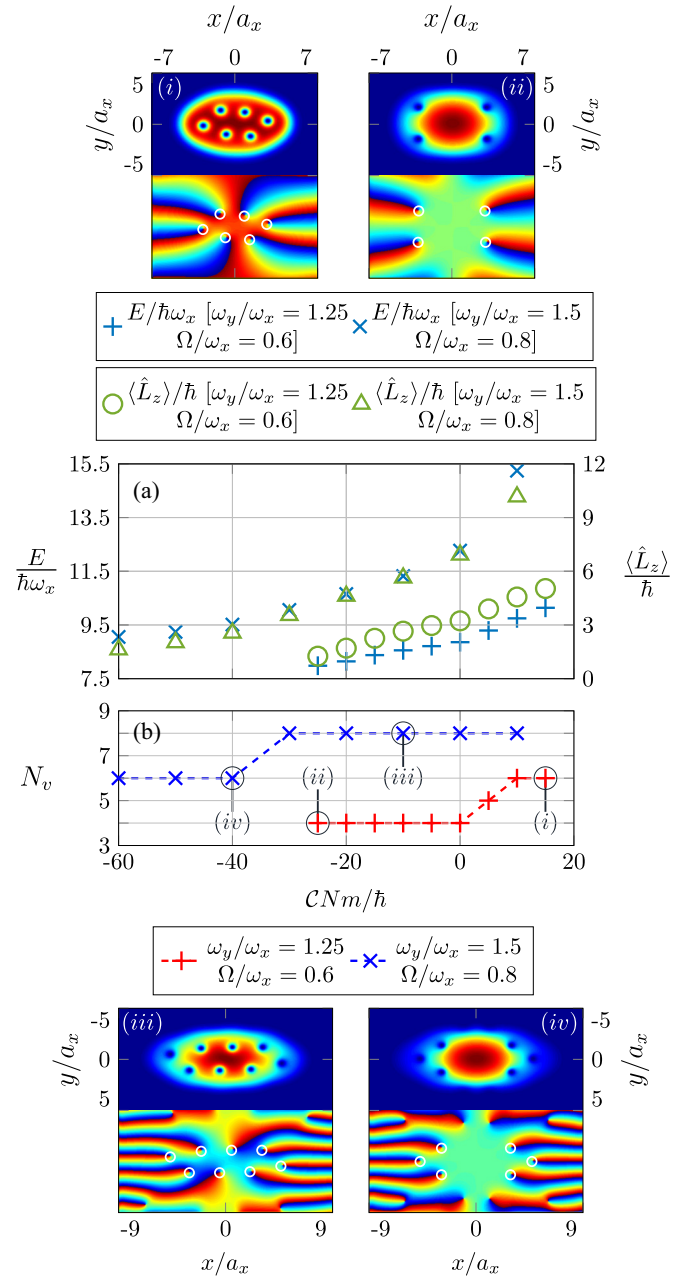 x/a_x x/a_x
-7 0 7 -7 0 7
(i) (ii)
y/a_x 5 0 -5 5 0 -5 y/a_x
E/ℏω_x [ω_y/ω_x = 1.25 E/ℏω_x [ω_y/ω_x = 1.5
Ω/ω_x = 0.6] Ω/ω_x = 0.8]
⟨L̂_z⟩/ℏ [ω_y/ω_x = 1.25 ⟨L̂_z⟩/ℏ [ω_y/ω_x = 1.5
Ω/ω_x = 0.6] Ω/ω_x = 0.8]
(a)
15.5 12
13.5 9
E/ℏω_x 11.5 6 ⟨L̂_z⟩/ℏ
9.5 3
7.5 0
(b)
9
7
N_v
5
3
(ii) (iii)
(iv) (i)
-60 -40 -20 0 20
𝒞Nm/ℏ
ω_y/ω_x = 1.25 ω_y/ω_x = 1.5
Ω/ω_x = 0.6 Ω/ω_x = 0.8
(iii) (iv)
y/a_x -5 0 5 -5 0 5 y/a_x
-9 0 9 -9 0 9
x/a_x x/a_x